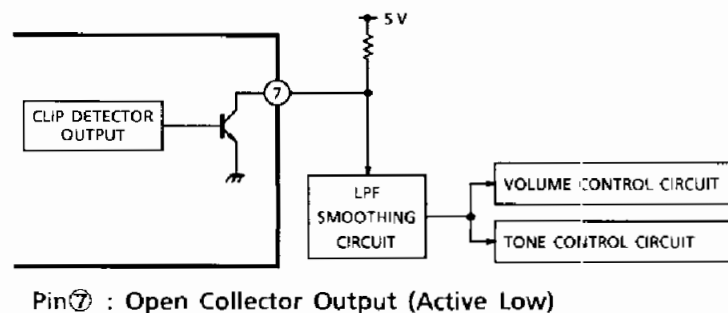 5 V
CLIP DETECTOR
OUTPUT
7
LPF
SMOOTHING
CIRCUIT
VOLUME CONTROL CIRCUIT
TONE CONTROL CIRCUIT
Pin⑦ : Open Collector Output (Active Low)